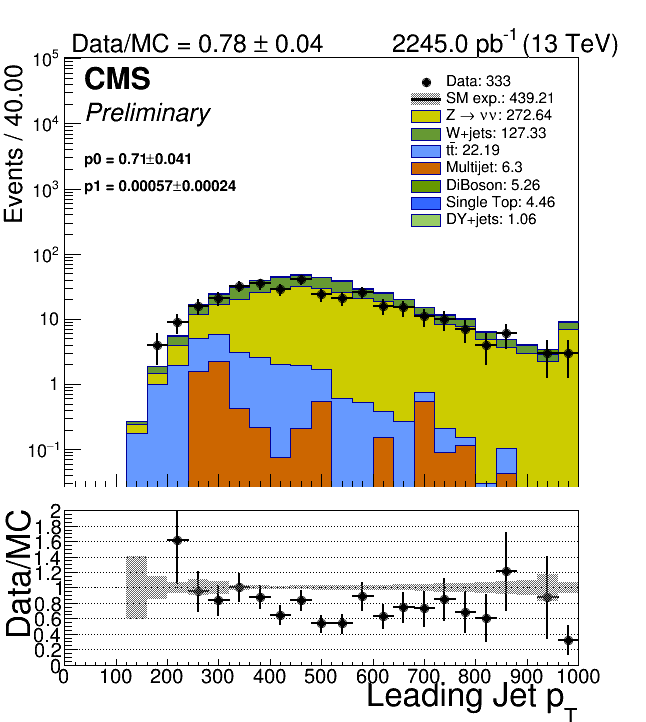 Data/MC = 0.78 ± 0.04 2245.0 pb⁻¹ (13 TeV)
CMS
Preliminary
p0 = 0.71±0.041
p1 = 0.00057±0.00024
Data: 333
SM exp.: 439.21
Z → νν: 272.64
W+jets: 127.33
tt̄: 22.19
Multijet: 6.3
DiBoson: 5.26
Single Top: 4.46
DY+jets: 1.06
Events / 40.00
10⁵
10⁴
10³
10²
10
1
10⁻¹
Data/MC
2
1.8
1.6
1.4
1.2
1
0.8
0.6
0.4
0.2
0
0 100 200 300 400 500 600 700 800 900 1000
Leading Jet p_T